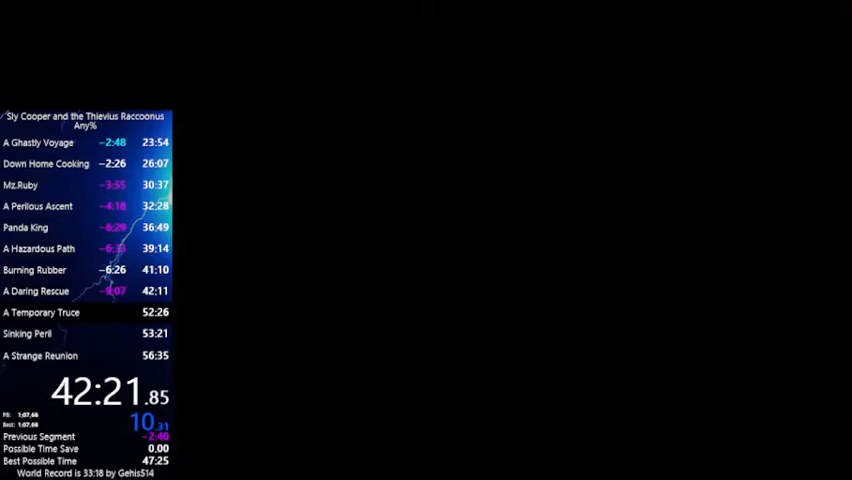 Sly Cooper and the Thievius Raccoonus
Any%
A Ghastly Voyage −2:48 23:54
Down Home Cooking −2:26 26:07
Mz.Ruby −3:55 30:37
A Perilous Ascent −4:18 32:28
Panda King −6:29 36:49
A Hazardous Path −6:33 39:14
Burning Rubber −6:26 41:10
A Daring Rescue −9:07 42:11
A Temporary Truce 52:26
Sinking Peril 53:21
A Strange Reunion 56:35
42:21.85
PB: 1:07.66
Best: 1:07.66
10.31
Previous Segment −2:40
Possible Time Save 0.00
Best Possible Time 47:25
World Record is 33:18 by Gehis514